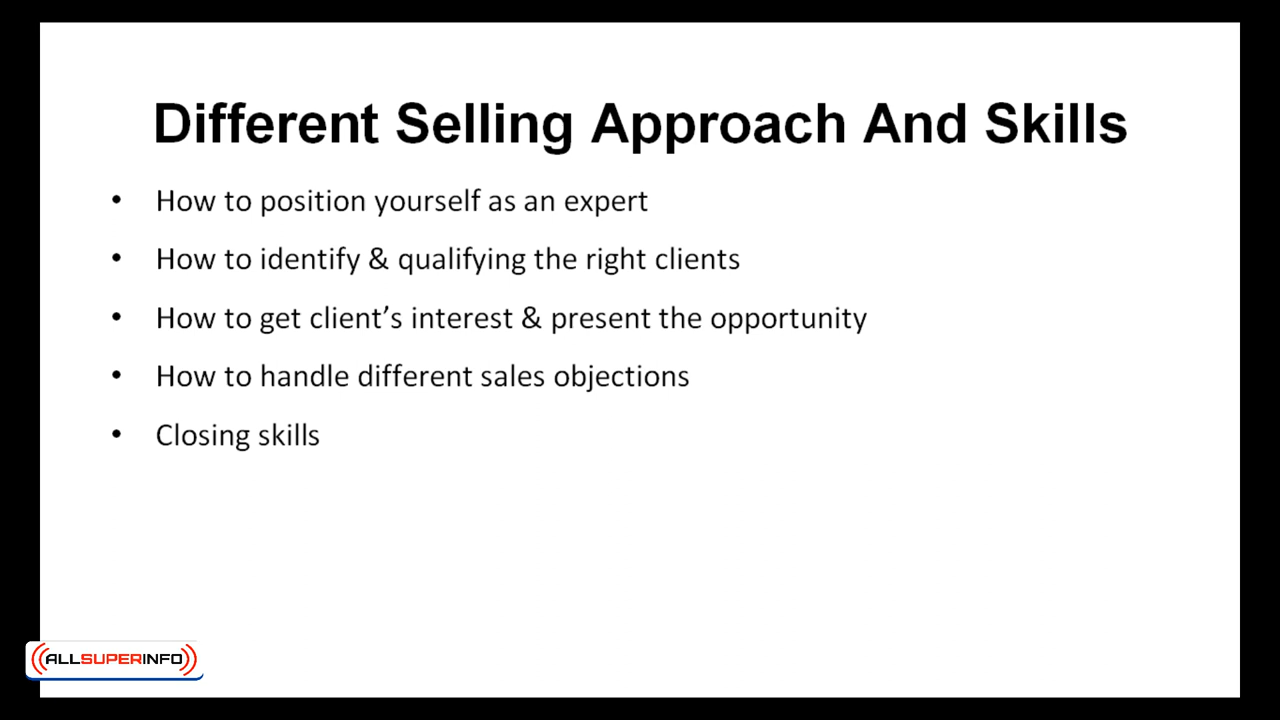 Different Selling Approach And Skills
• How to position yourself as an expert
• How to identify & qualifying the right clients
• How to get client’s interest & present the opportunity
• How to handle different sales objections
• Closing skills
ALLSUPERINFO